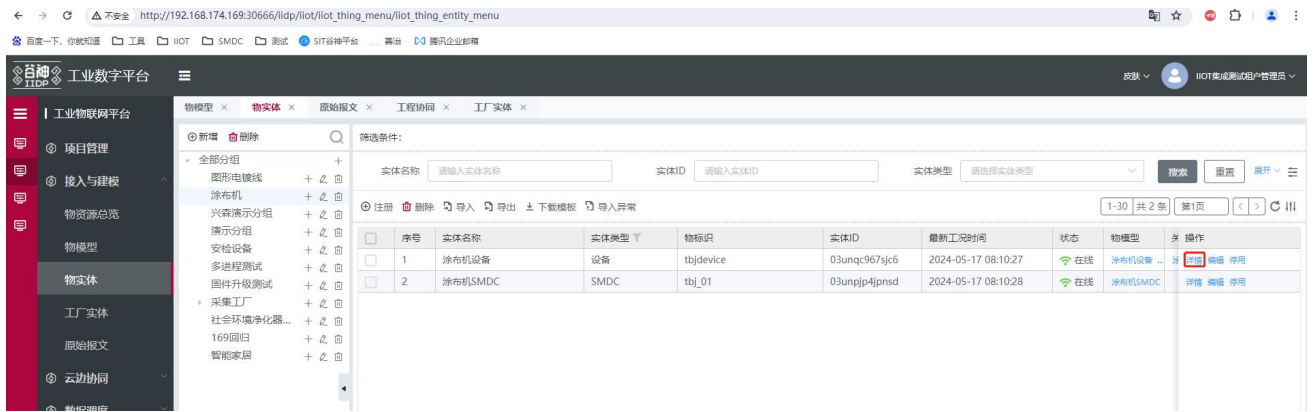 不安全 http://192.168.174.169:30666/iidp/iiot/iiot_thing_menu/iiot_thing_entity_menu
百度一下，你就知道 工具 IIOT SMDC 测试 SIT谷神平台 善治 腾讯企业邮箱
谷神 IIDP 工业数字平台 皮肤 IIOT集成测试租户管理员
工业物联网平台
项目管理
接入与建模
物资源总览
物模型
物实体
工厂实体
原始报文
云边协同
数据调度
物模型 × 物实体 × 原始报文 × 工程协同 × 工厂实体 ×
新增 删除
全部分组
图形电镀线
涂布机
兴森演示分组
演示分组
安检设备
多进程测试
固件升级测试
采集工厂
社会环境净化器...
169回归
智能家居
筛选条件:
实体名称 请输入实体名称 实体ID 请输入实体ID 实体类型 请选择实体类型 搜索 重置 展开
注册 删除 导入 导出 下载模板 导入异常 1-30 共2条 第1页
序号 实体名称 实体类型 物标识 实体ID 最新工况时间 状态 物模型 关 操作
1 涂布机设备 设备 tbjdevice 03unqc967sjc6 2024-05-17 08:10:27 在线 涂布机设备 .. 涂 详情 编辑 停用
2 涂布机SMDC SMDC tbj_01 03unpjp4jpnsd 2024-05-17 08:10:28 在线 涂布机SMDC 详情 编辑 停用